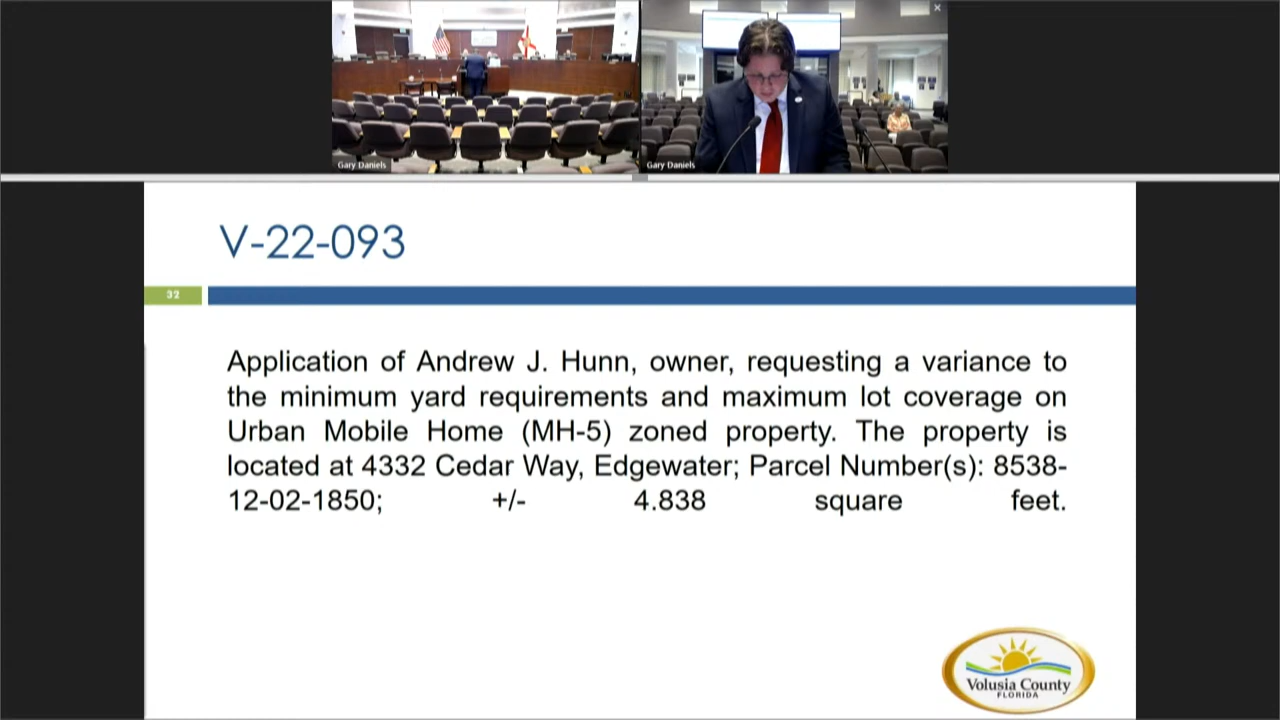 Gary Daniels
Gary Daniels
V-22-093
32
Application of Andrew J. Hunn, owner, requesting a variance to
the minimum yard requirements and maximum lot coverage on
Urban Mobile Home (MH-5) zoned property. The property is
located at 4332 Cedar Way, Edgewater; Parcel Number(s): 8538-
12-02-1850; +/- 4.838 square feet.
Volusia County
FLORIDA